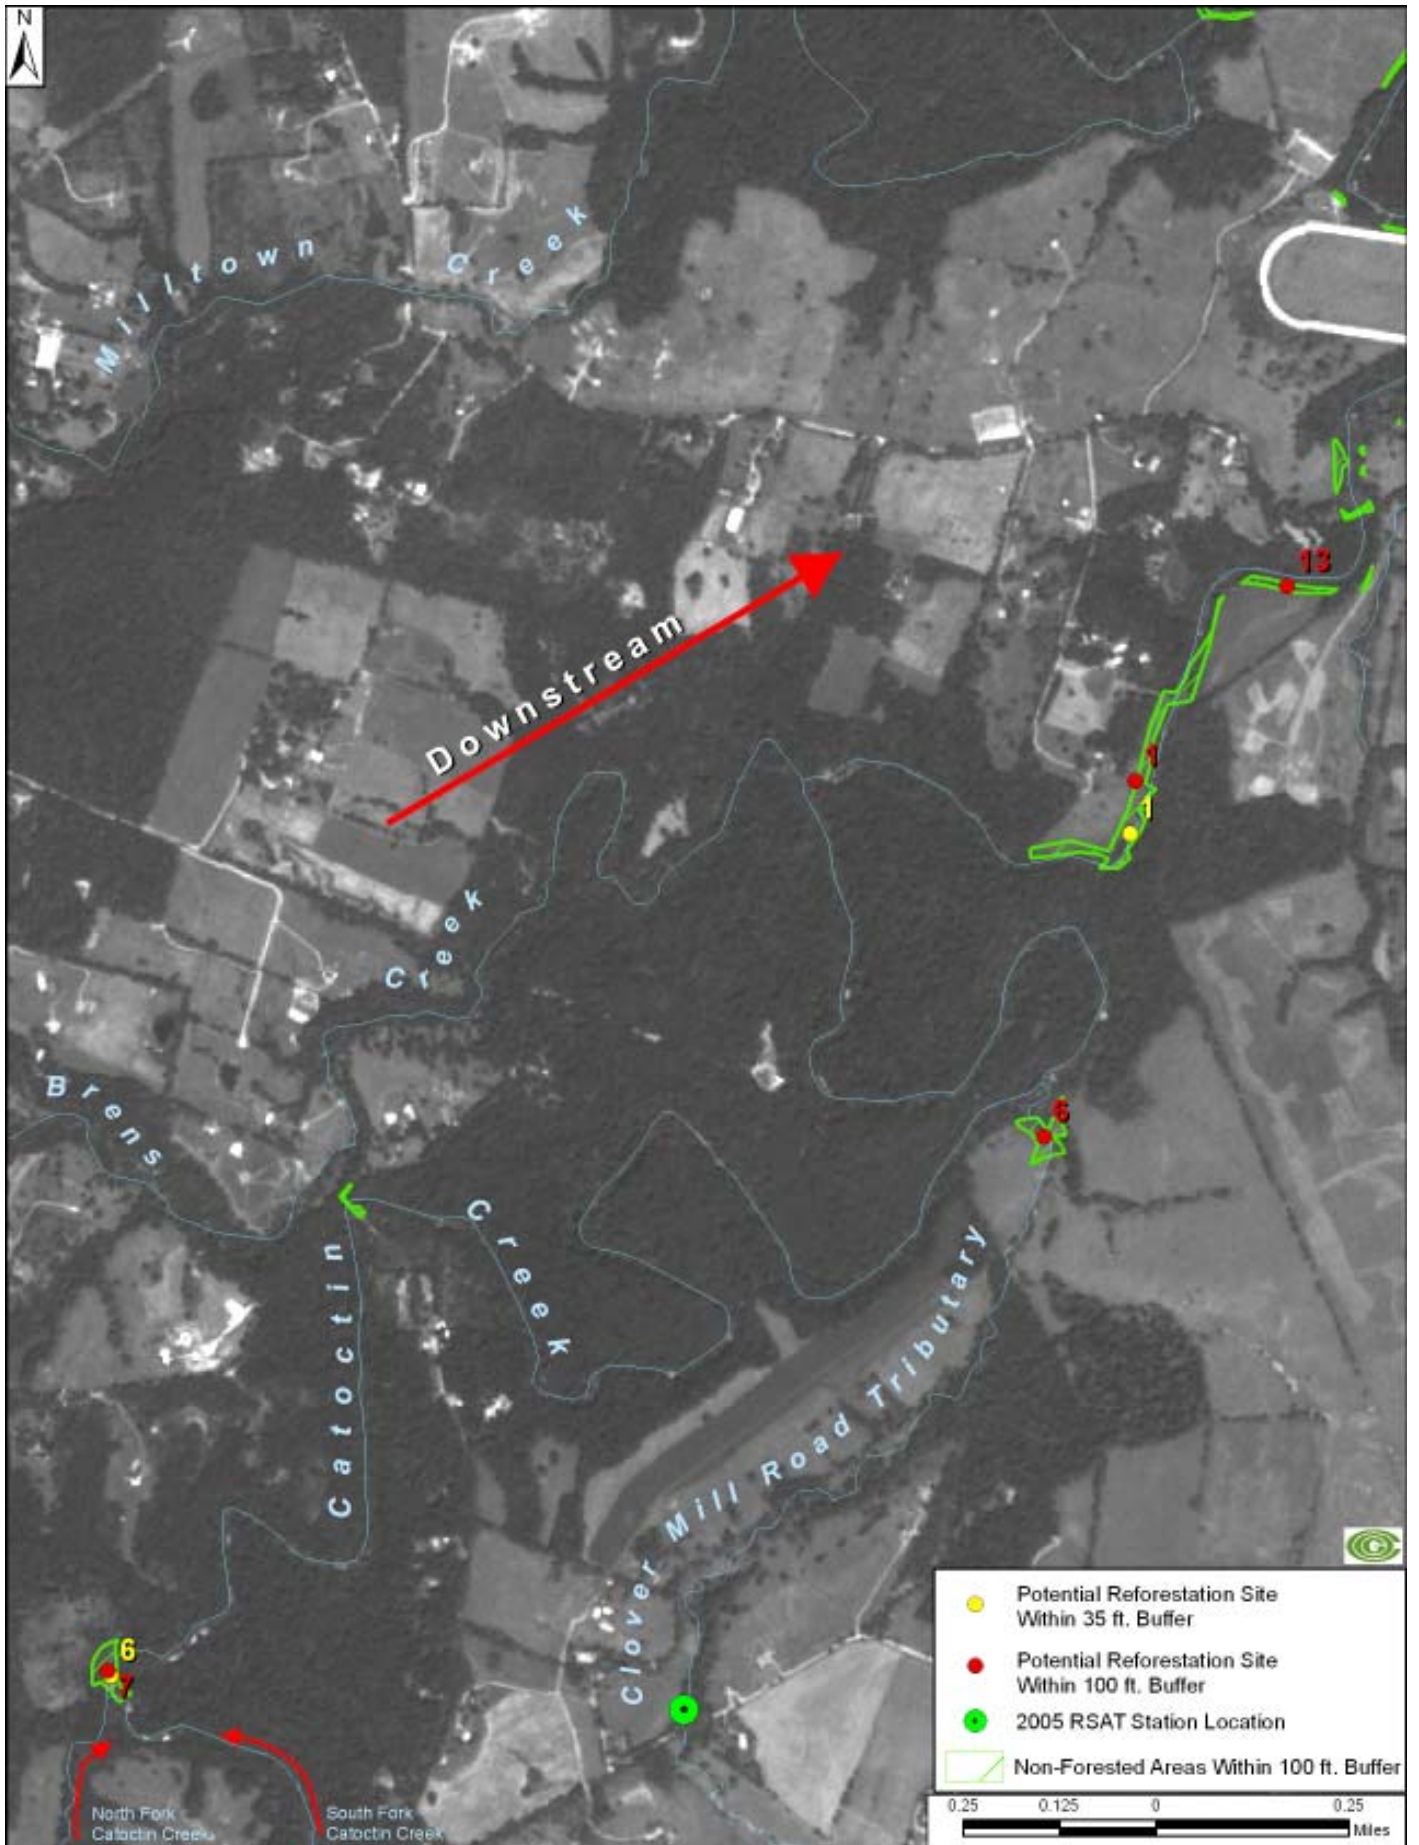 N
Milltown Creek
13
Downstream
1
1
Creek
Brens
6
Catoctin
Creek
Clover Mill Road Tributary
6
7
North Fork
Catoctin Creek
South Fork
Catoctin Creek
Potential Reforestation Site
Within 35 ft. Buffer
Potential Reforestation Site
Within 100 ft. Buffer
2005 RSAT Station Location
Non-Forested Areas Within 100 ft. Buffer
0.25 0.125 0 0.25
Miles